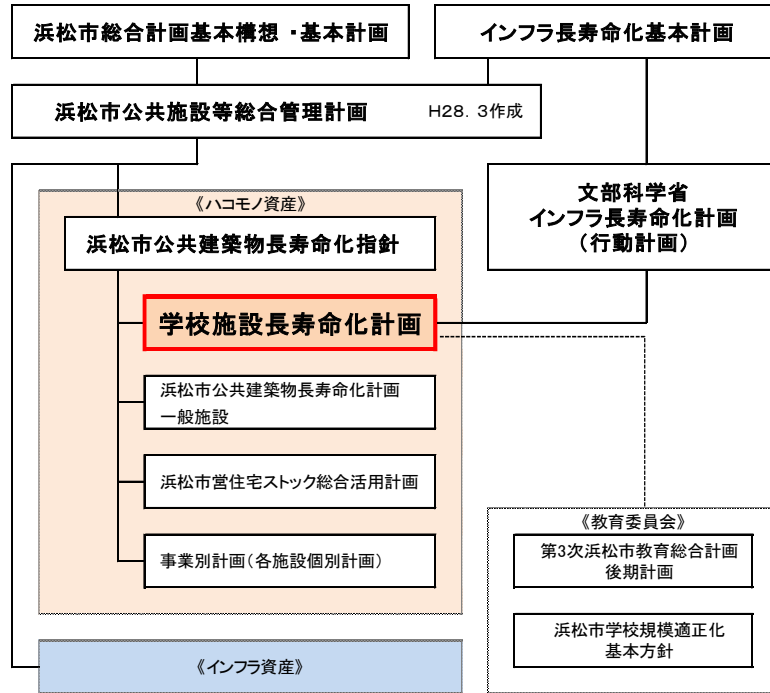 浜松市総合計画基本構想・基本計画
インフラ長寿命化基本計画
浜松市公共施設等総合管理計画 H28. 3作成
《ハコモノ資産》
浜松市公共建築物長寿命化指針
文部科学省
インフラ長寿命化計画
(行動計画)
学校施設長寿命化計画
浜松市公共建築物長寿命化計画
一般施設
浜松市営住宅ストック総合活用計画
事業別計画(各施設個別計画)
《教育委員会》
第3次浜松市教育総合計画
後期計画
浜松市学校規模適正化
基本方針
《インフラ資産》